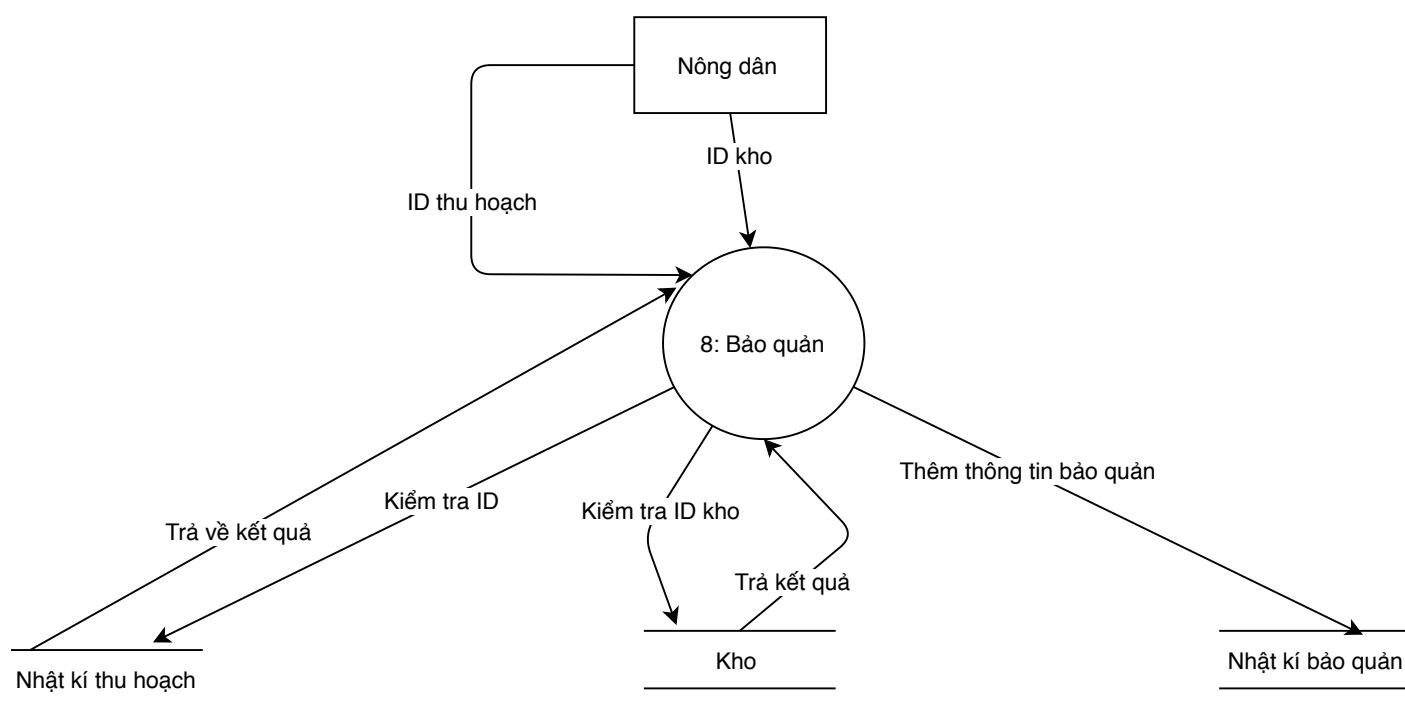 Nông dân
ID kho
ID thu hoạch
8: Bảo quản
Thêm thông tin bảo quản
Kiểm tra ID
Kiểm tra ID kho
Trả về kết quả
Trả kết quả
Kho
Nhật kí bảo quản
Nhật kí thu hoạch